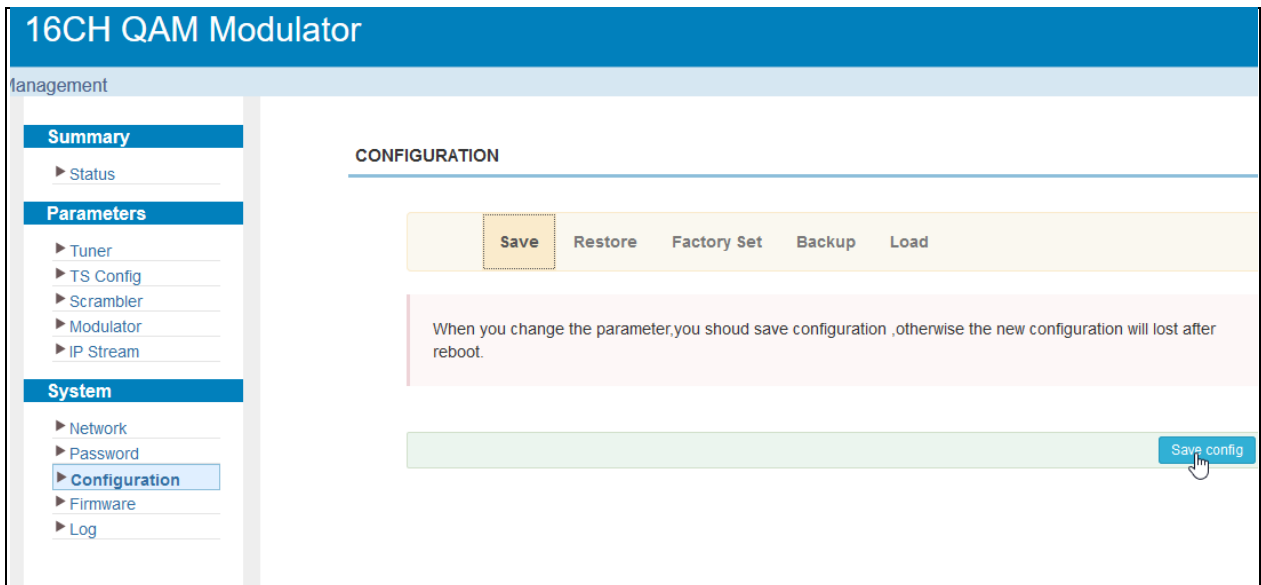 16CH QAM Modulator
Management
Summary
Status
Parameters
Tuner
TS Config
Scrambler
Modulator
IP Stream
System
Network
Password
Configuration
Firmware
Log
CONFIGURATION
Save Restore Factory Set Backup Load
When you change the parameter,you shoud save configuration ,otherwise the new configuration will lost after
reboot.
Save config